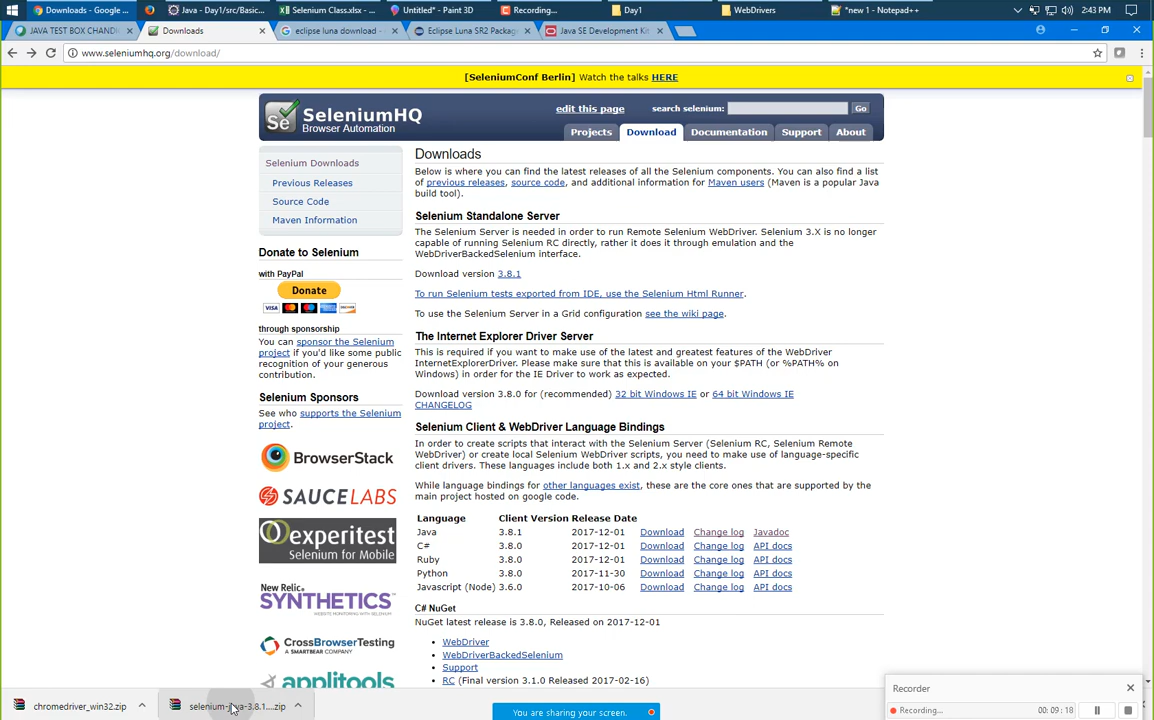 Downloads - Google ...
Java - Day1/src/Basic...
Selenium Class.xlsx - ...
Untitled* - Paint 3D
Recording...
Day1
WebDrivers
*new 1 - Notepad++
2:43 PM
JAVA TEST BOX CHANDI
Downloads
eclipse luna download -
Eclipse Luna SR2 Package
Java SE Development Kit
www.seleniumhq.org/download/
[SeleniumConf Berlin] Watch the talks HERE
SeleniumHQ
Browser Automation
edit this page
search selenium:
Go
Projects
Download
Documentation
Support
About
Selenium Downloads
Previous Releases
Source Code
Maven Information
Donate to Selenium
with PayPal
Donate
VISA
through sponsorship
You can sponsor the Selenium
project if you'd like some public
recognition of your generous
contribution.
Selenium Sponsors
See who supports the Selenium
project.
BrowserStack
SAUCELABS
experitest
Selenium for Mobile
New Relic
SYNTHETICS
CrossBrowserTesting
A SMARTBEAR COMPANY
applitools
Downloads
Below is where you can find the latest releases of all the Selenium components. You can also find a list
of previous releases, source code, and additional information for Maven users (Maven is a popular Java
build tool).
Selenium Standalone Server
The Selenium Server is needed in order to run Remote Selenium WebDriver. Selenium 3.X is no longer
capable of running Selenium RC directly, rather it does it through emulation and the
WebDriverBackedSelenium interface.
Download version 3.8.1
To run Selenium tests exported from IDE, use the Selenium Html Runner.
To use the Selenium Server in a Grid configuration see the wiki page.
The Internet Explorer Driver Server
This is required if you want to make use of the latest and greatest features of the WebDriver
InternetExplorerDriver. Please make sure that this is available on your $PATH (or %PATH% on
Windows) in order for the IE Driver to work as expected.
Download version 3.8.0 for (recommended) 32 bit Windows IE or 64 bit Windows IE
CHANGELOG
Selenium Client & WebDriver Language Bindings
In order to create scripts that interact with the Selenium Server (Selenium RC, Selenium Remote
WebDriver) or create local Selenium WebDriver scripts, you need to make use of language-specific
client drivers. These languages include both 1.x and 2.x style clients.
While language bindings for other languages exist, these are the core ones that are supported by the
main project hosted on google code.
Language Client Version Release Date
Java 3.8.1 2017-12-01 Download Change log Javadoc
C# 3.8.0 2017-12-01 Download Change log API docs
Ruby 3.8.0 2017-12-01 Download Change log API docs
Python 3.8.0 2017-11-30 Download Change log API docs
Javascript (Node) 3.6.0 2017-10-06 Download Change log API docs
C# NuGet
NuGet latest release is 3.8.0, Released on 2017-12-01
WebDriver
WebDriverBackedSelenium
Support
RC (Final version 3.1.0 Released 2017-02-16)
chromedriver_win32.zip
selenium-java-3.8.1....zip
You are sharing your screen.
Recorder
Recording...
00 : 09 : 18